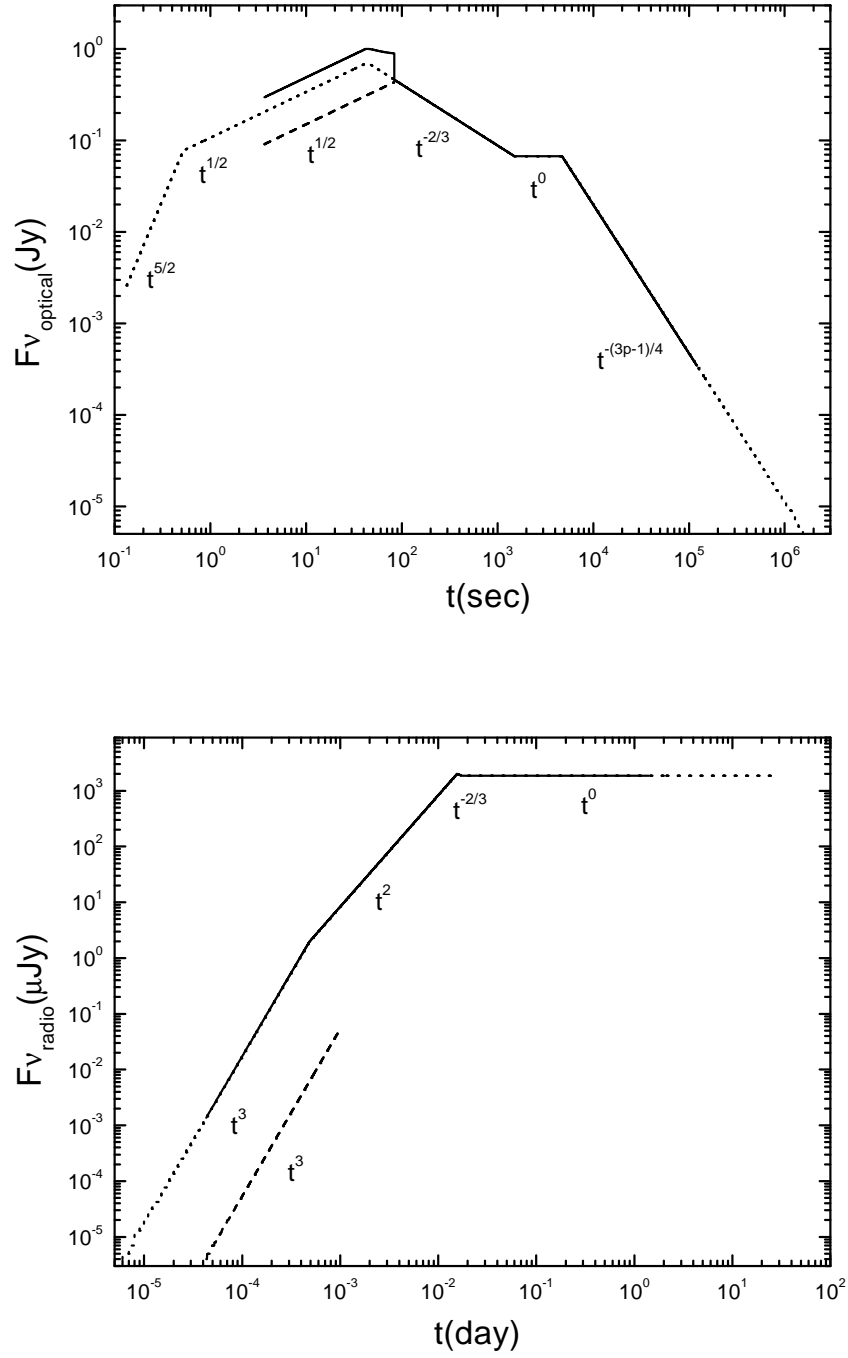 10^0
10^-1
10^-2
10^-3
10^-4
10^-5
Fν_optical(Jy)
t^5/2
t^1/2
t^1/2
t^-2/3
t^0
t^-(3p-1)/4
10^-1 10^0 10^1 10^2 10^3 10^4 10^5 10^6
t(sec)
10^3
10^2
10^1
10^0
10^-1
10^-2
10^-3
10^-4
10^-5
Fν_radio(μJy)
t^-2/3
t^0
t^2
t^3
t^3
10^-5 10^-4 10^-3 10^-2 10^-1 10^0 10^1 10^2
t(day)